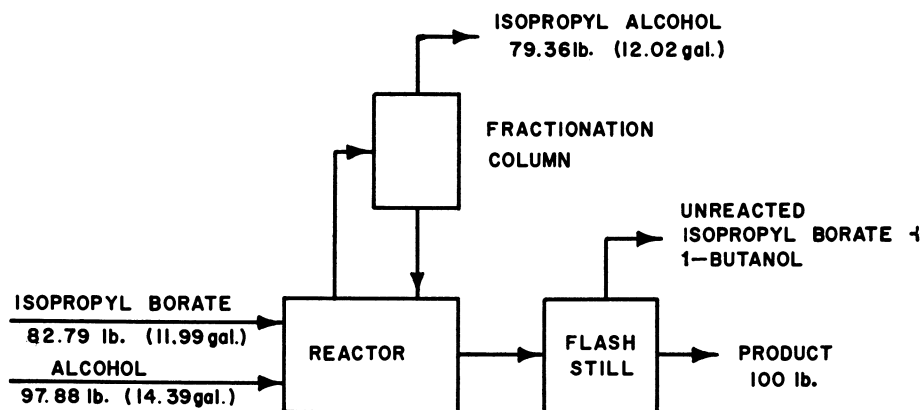 ISOPROPYL ALCOHOL
79.36 lb. (12.02 gal.)
FRACTIONATION
COLUMN
UNREACTED
ISOPROPYL BORATE +
1-BUTANOL
ISOPROPYL BORATE
82.79 lb. (11.99 gal.)
REACTOR
FLASH
STILL
ALCOHOL
97.88 lb. (14.39 gal.)
PRODUCT
100 lb.